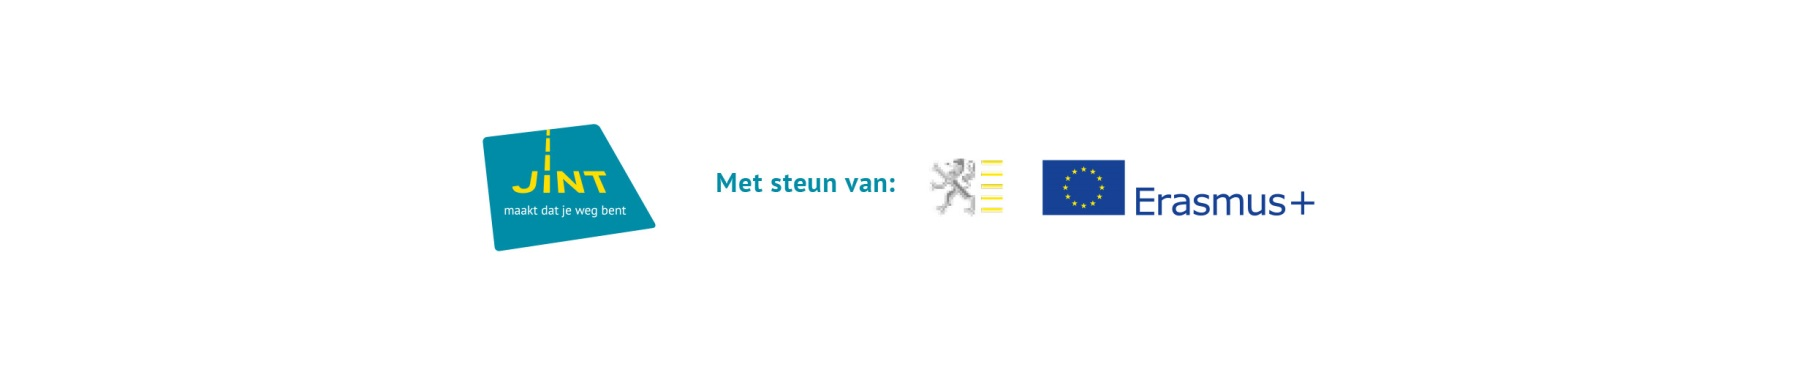 JINT
maakt dat je weg bent
Met steun van:
Erasmus+